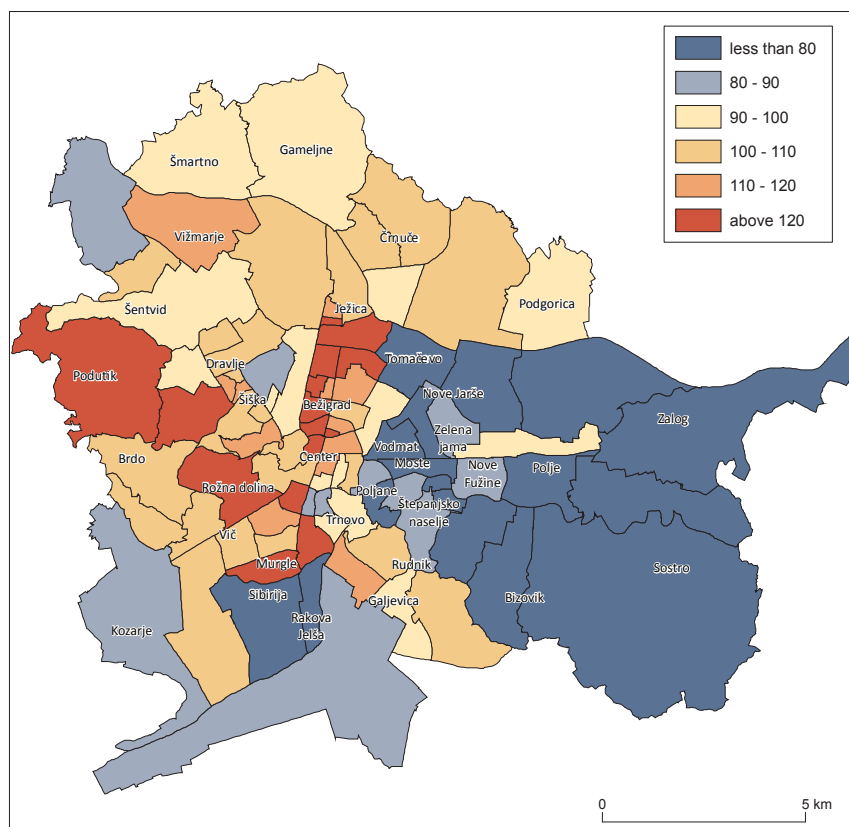 less than 80
80 - 90
90 - 100
100 - 110
110 - 120
above 120
Šmartno
Gameljne
Vižmarje
Črnuče
Šentvid
Ježica
Podgorica
Podutik
Dravlje
Tomačevo
Šiška
Bežigrad
Nove Jarše
Zalog
Zelena
jama
Brdo
Center
Vodmat
Moste
Nove
Fužine
Polje
Rožna dolina
Poljane
Štepanjsko
naselje
Trnovo
Vič
Murgle
Rudnik
Sostro
Sibirija
Galjevica
Bizovik
Rakova
Jelša
Kozarje
0 5 km